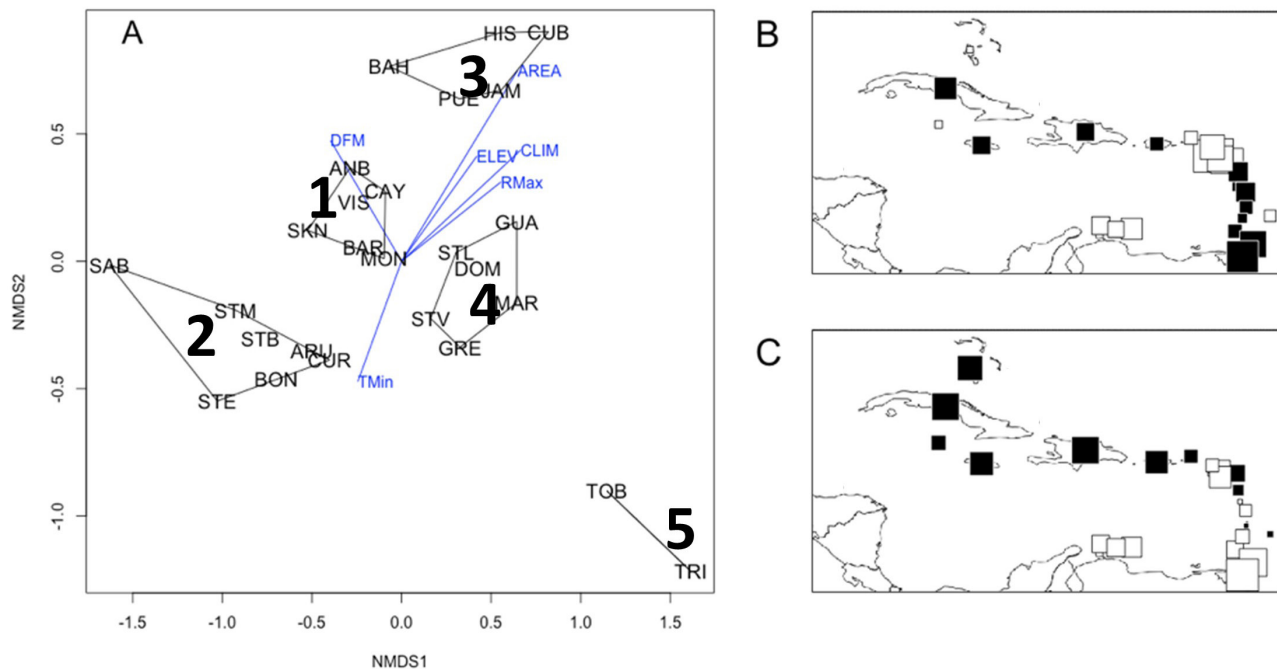 A
HIS CUB
BAH
3
AREA
PUE JAM
0.5
DFM
ELEV CLIM
ANB
RMax
1
CAY
VIS
SKN
GUA
BAR
STL
MON
0.0
SAB
DOM
4
MAR
STM
STV
2
STB
GRE
ARU
CUR
BON
TMin
-0.5
STE
TOB
-1.0
5
TRI
NMDS2
-1.5 -1.0 -0.5 0.0 0.5 1.0 1.5
NMDS1
B
C